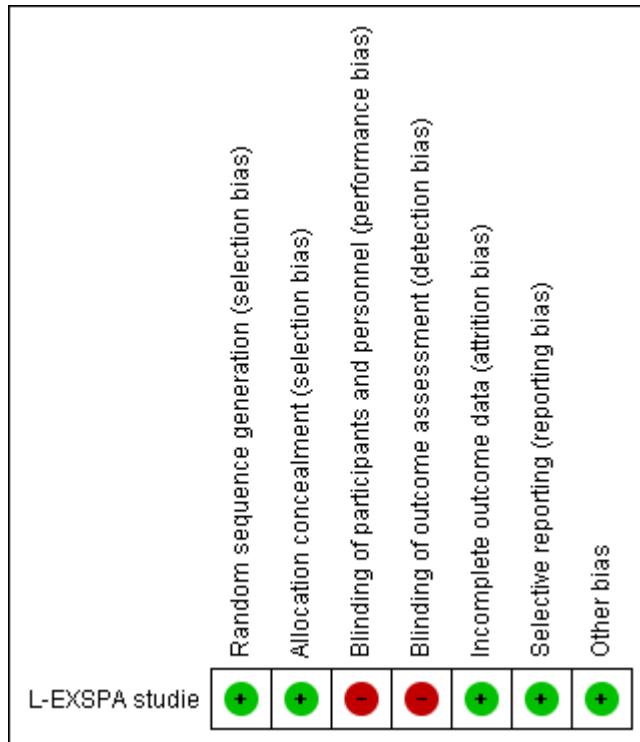 Random sequence generation (selection bias)
Allocation concealment (selection bias)
Blinding of participants and personnel (performance bias)
Blinding of outcome assessment (detection bias)
Incomplete outcome data (attrition bias)
Selective reporting (reporting bias)
Other bias
L-EXSPA studie
+ + - - + + +